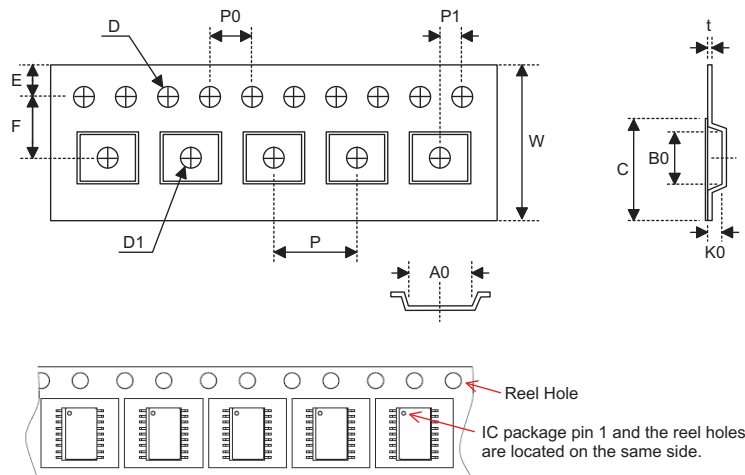 D
P0
P1
t
E
F
W
C
B0
D1
P
A0
K0
Reel Hole
IC package pin 1 and the reel holes
are located on the same side.